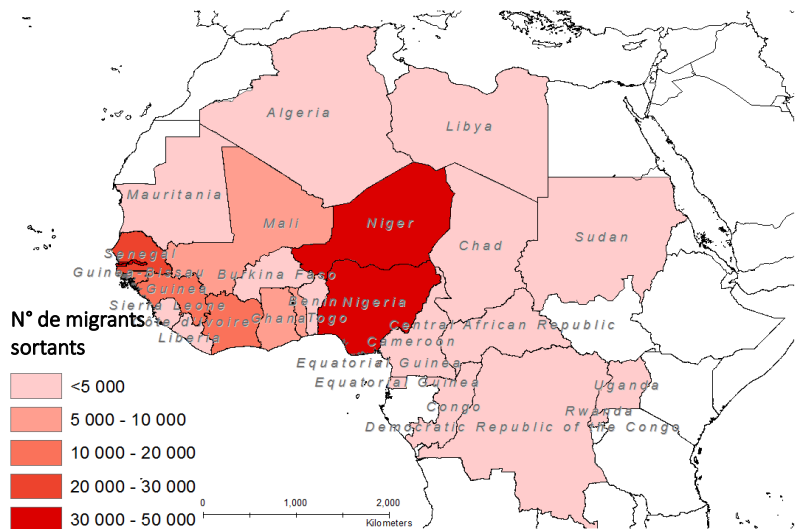 Algeria
Libya
Mauritania
Mali
Niger
Chad
Sudan
Senegal
Guinea Bissau
Burkina Faso
Guinea
Benin
Nigeria
Sierra Leone
Côte d'Ivoire
Ghana
Togo
Liberia
Central African Republic
Cameroon
Equatorial Guinea
Equatorial Guinea
Uganda
Congo
Rwanda
Democratic Republic of the Congo
N° de migrants
sortants
<5 000
5 000 - 10 000
10 000 - 20 000
20 000 - 30 000
30 000 - 50 000
0 1,000 2,000
Kilometers